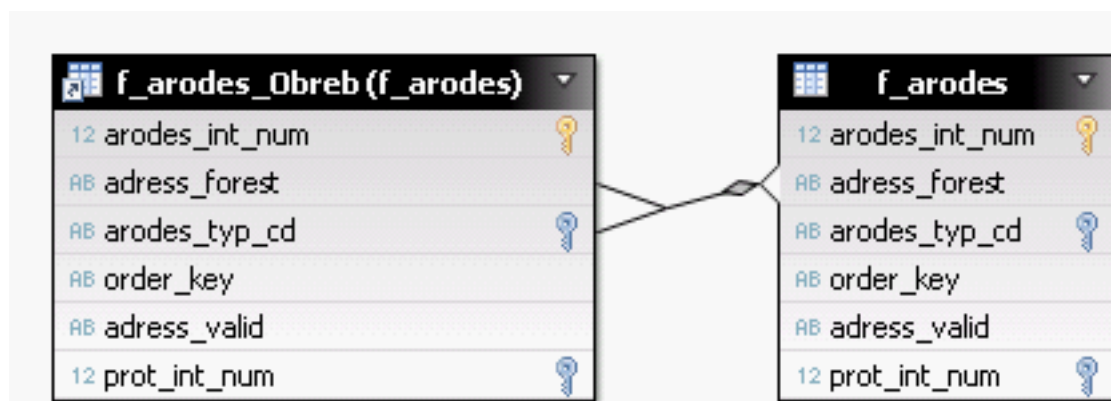 f_arodes_Obreb (f_arodes)
12 arodes_int_num
AB adress_forest
AB arodes_typ_cd
AB order_key
AB adress_valid
12 prot_int_num
f_arodes
12 arodes_int_num
AB adress_forest
AB arodes_typ_cd
AB order_key
AB adress_valid
12 prot_int_num